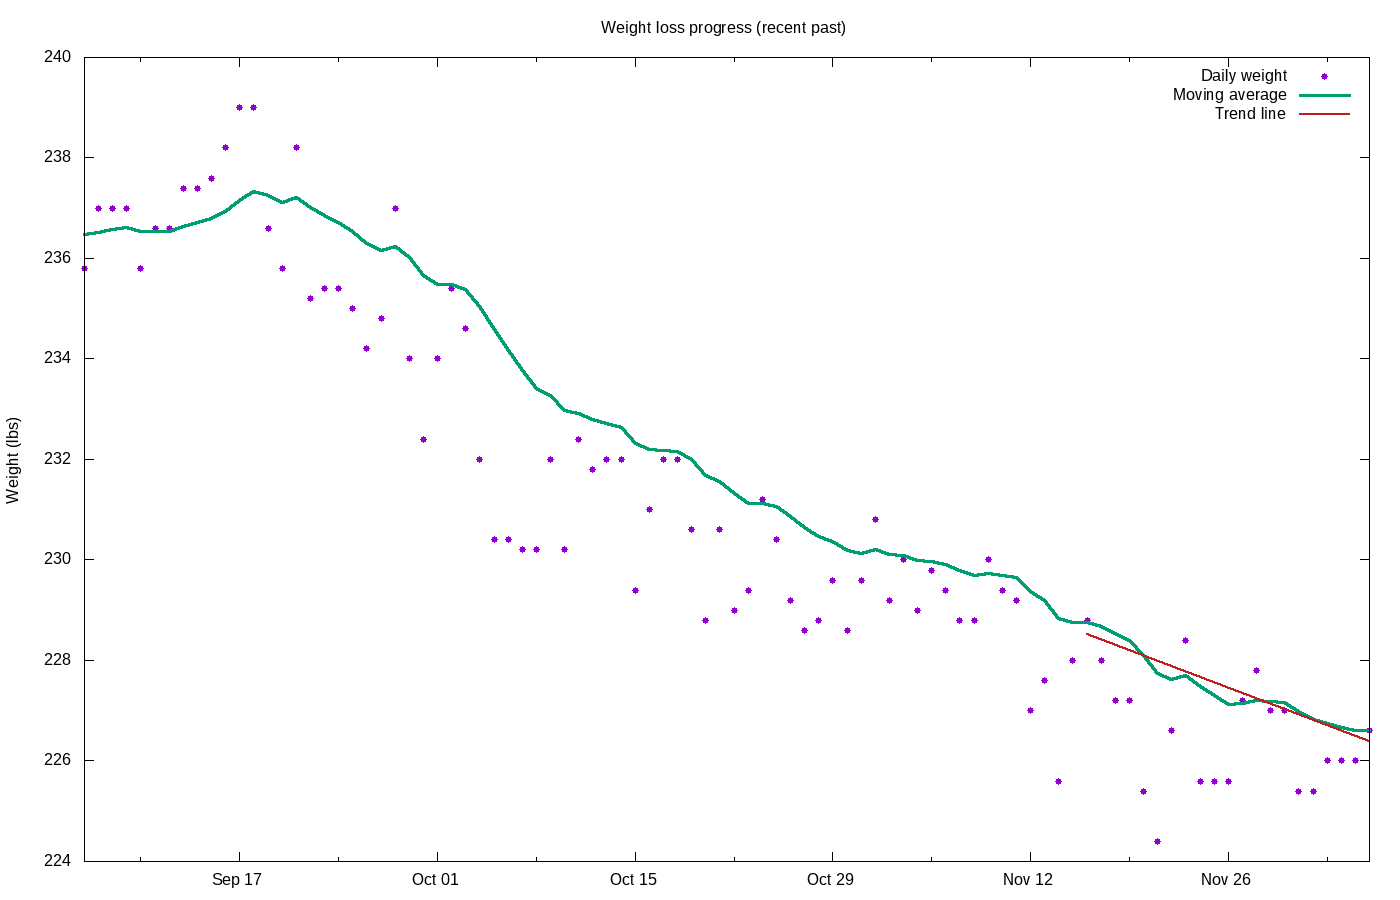 Weight loss progress (recent past)
240
238
236
234
232
230
228
226
224
Weight (lbs)
Daily weight
Moving average
Trend line
Sep 17
Oct 01
Oct 15
Oct 29
Nov 12
Nov 26